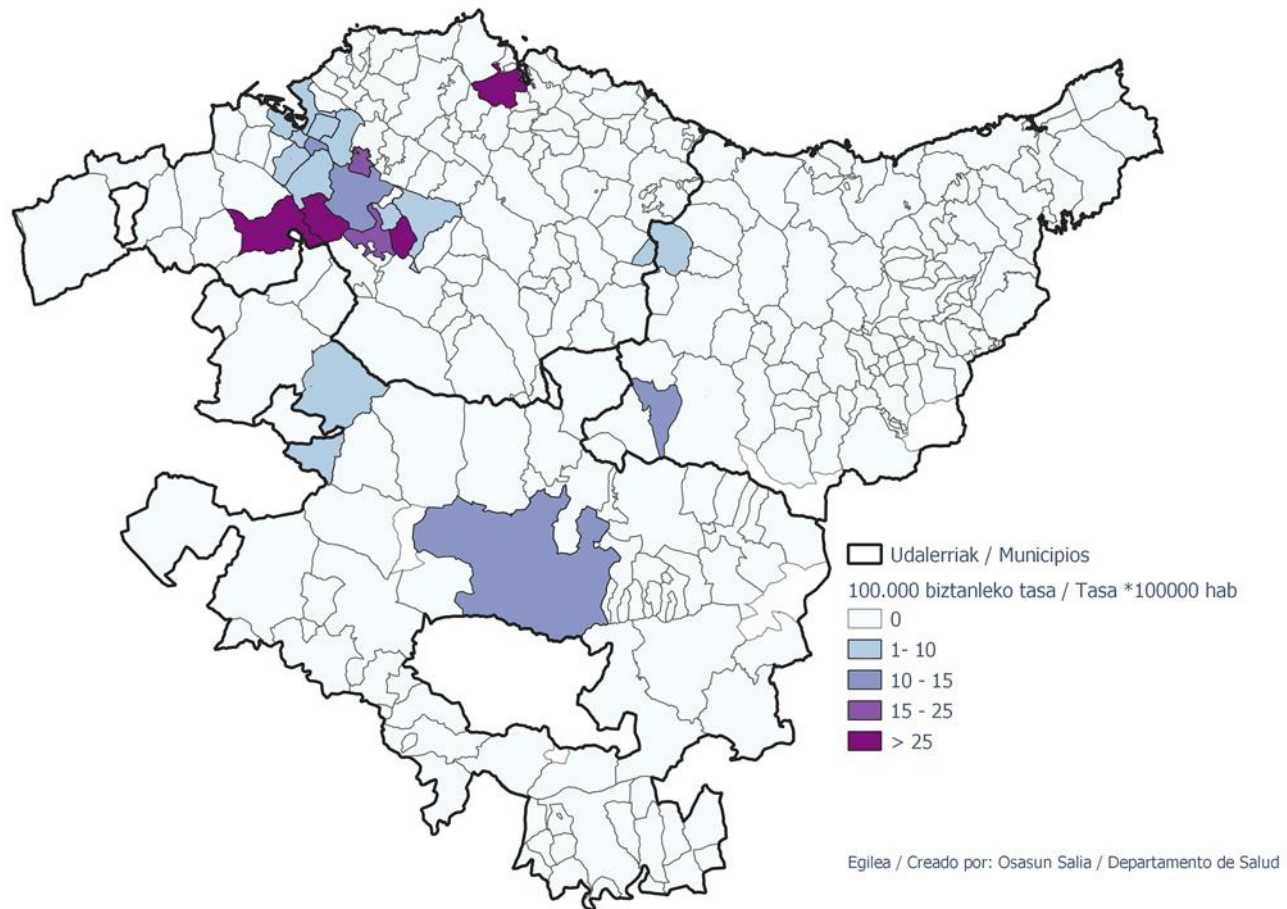 Udalerriak / Municipios
100.000 biztanleko tasa / Tasa *100000 hab
0
1- 10
10 - 15
15 - 25
> 25
Egilea / Creado por: Osasun Salia / Departamento de Salud